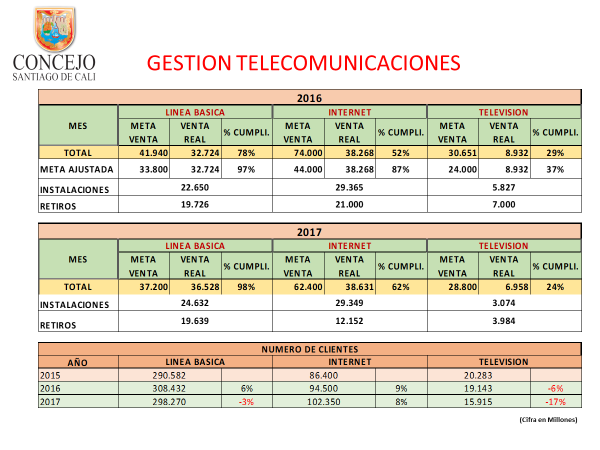 CONCEJO
SANTIAGO DE CALI
GESTION TELECOMUNICACIONES
2016
MES LINEA BASICA INTERNET TELEVISION
META VENTA VENTA REAL % CUMPLI. META VENTA VENTA REAL % CUMPLI. META VENTA VENTA REAL % CUMPLI.
TOTAL 41.940 32.724 78% 74.000 38.268 52% 30.651 8.932 29%
META AJUSTADA 33.800 32.724 97% 44.000 38.268 87% 24.000 8.932 37%
INSTALACIONES 22.650 29.365 5.827
RETIROS 19.726 21.000 7.000
2017
MES LINEA BASICA INTERNET TELEVISION
META VENTA VENTA REAL % CUMPLI. META VENTA VENTA REAL % CUMPLI. META VENTA VENTA REAL % CUMPLI.
TOTAL 37.200 36.528 98% 62.400 38.631 62% 28.800 6.958 24%
INSTALACIONES 24.632 29.349 3.074
RETIROS 19.639 12.152 3.984
NUMERO DE CLIENTES
AÑO LINEA BASICA INTERNET TELEVISION
2015 290.582 86.400 20.283
2016 308.432 6% 94.500 9% 19.143 -6%
2017 298.270 -3% 102.350 8% 15.915 -17%
(Cifra en Millones)